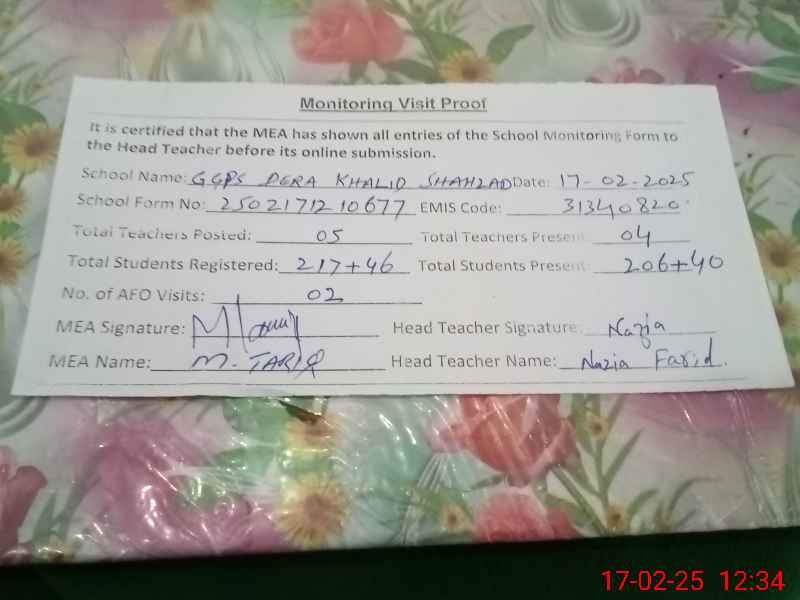 Monitoring Visit Proof
It is certified that the MEA has shown all entries of the School Monitoring Form to
the Head Teacher before its online submission.
School Name: GGPS DERA KHALID SHAHZAD Date: 17-02-2025
School Form No: 250217121 0677 EMIS Code: 31340820
Total Teachers Posted: 05 Total Teachers Present: 04
Total Students Registered: 217+46 Total Students Present: 206+40
No. of AEO Visits: 02
MEA Signature: Head Teacher Signature: Nazia
MEA Name: M. TARIQ Head Teacher Name: Nazia Farid.
17-02-25 12:34